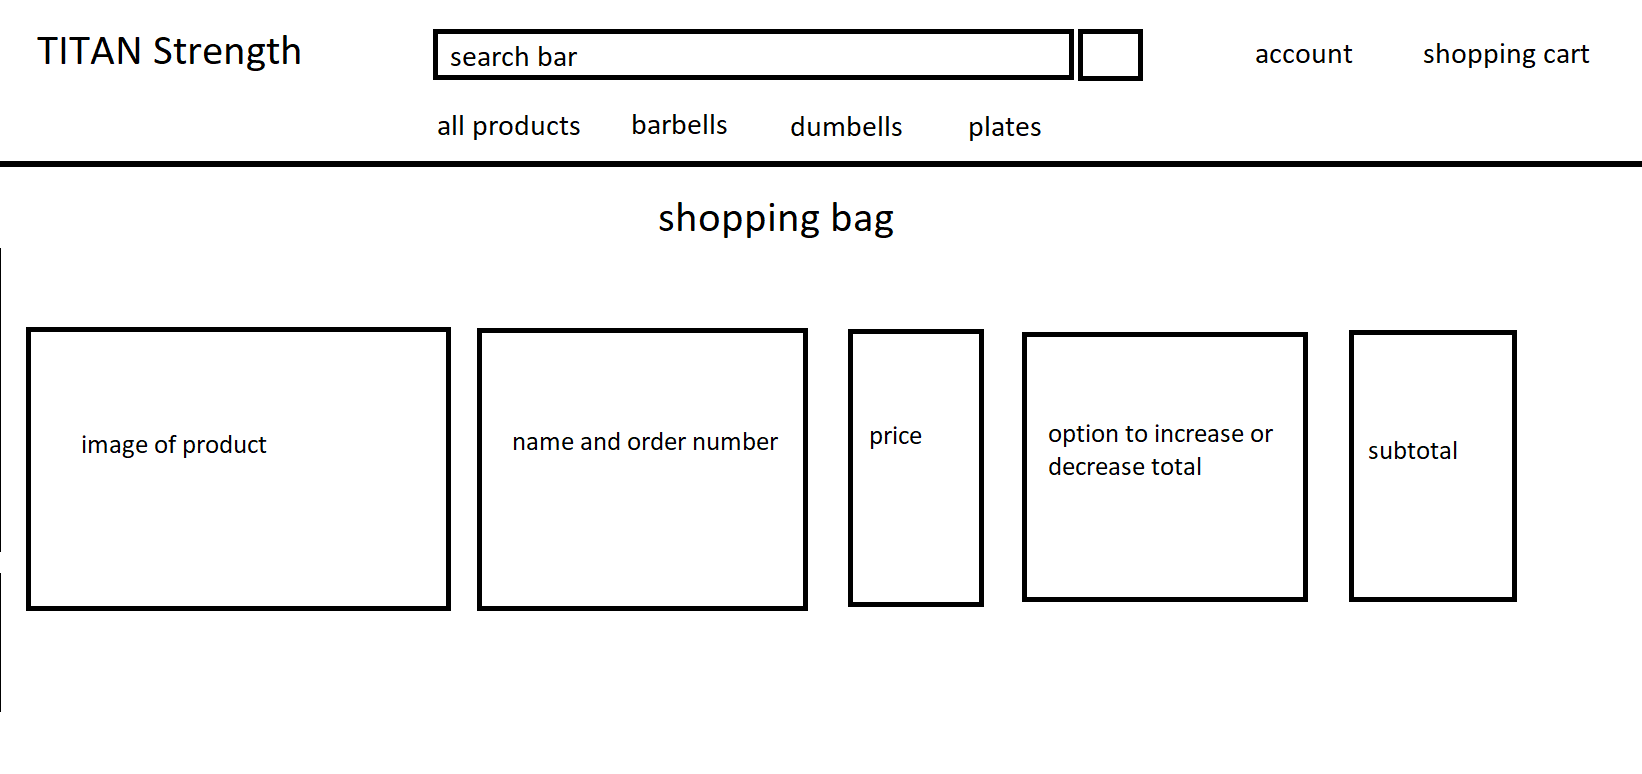 TITAN Strength
search bar
account
shopping cart
all products
barbells
dumbells
plates
shopping bag
image of product
name and order number
price
option to increase or
decrease total
subtotal